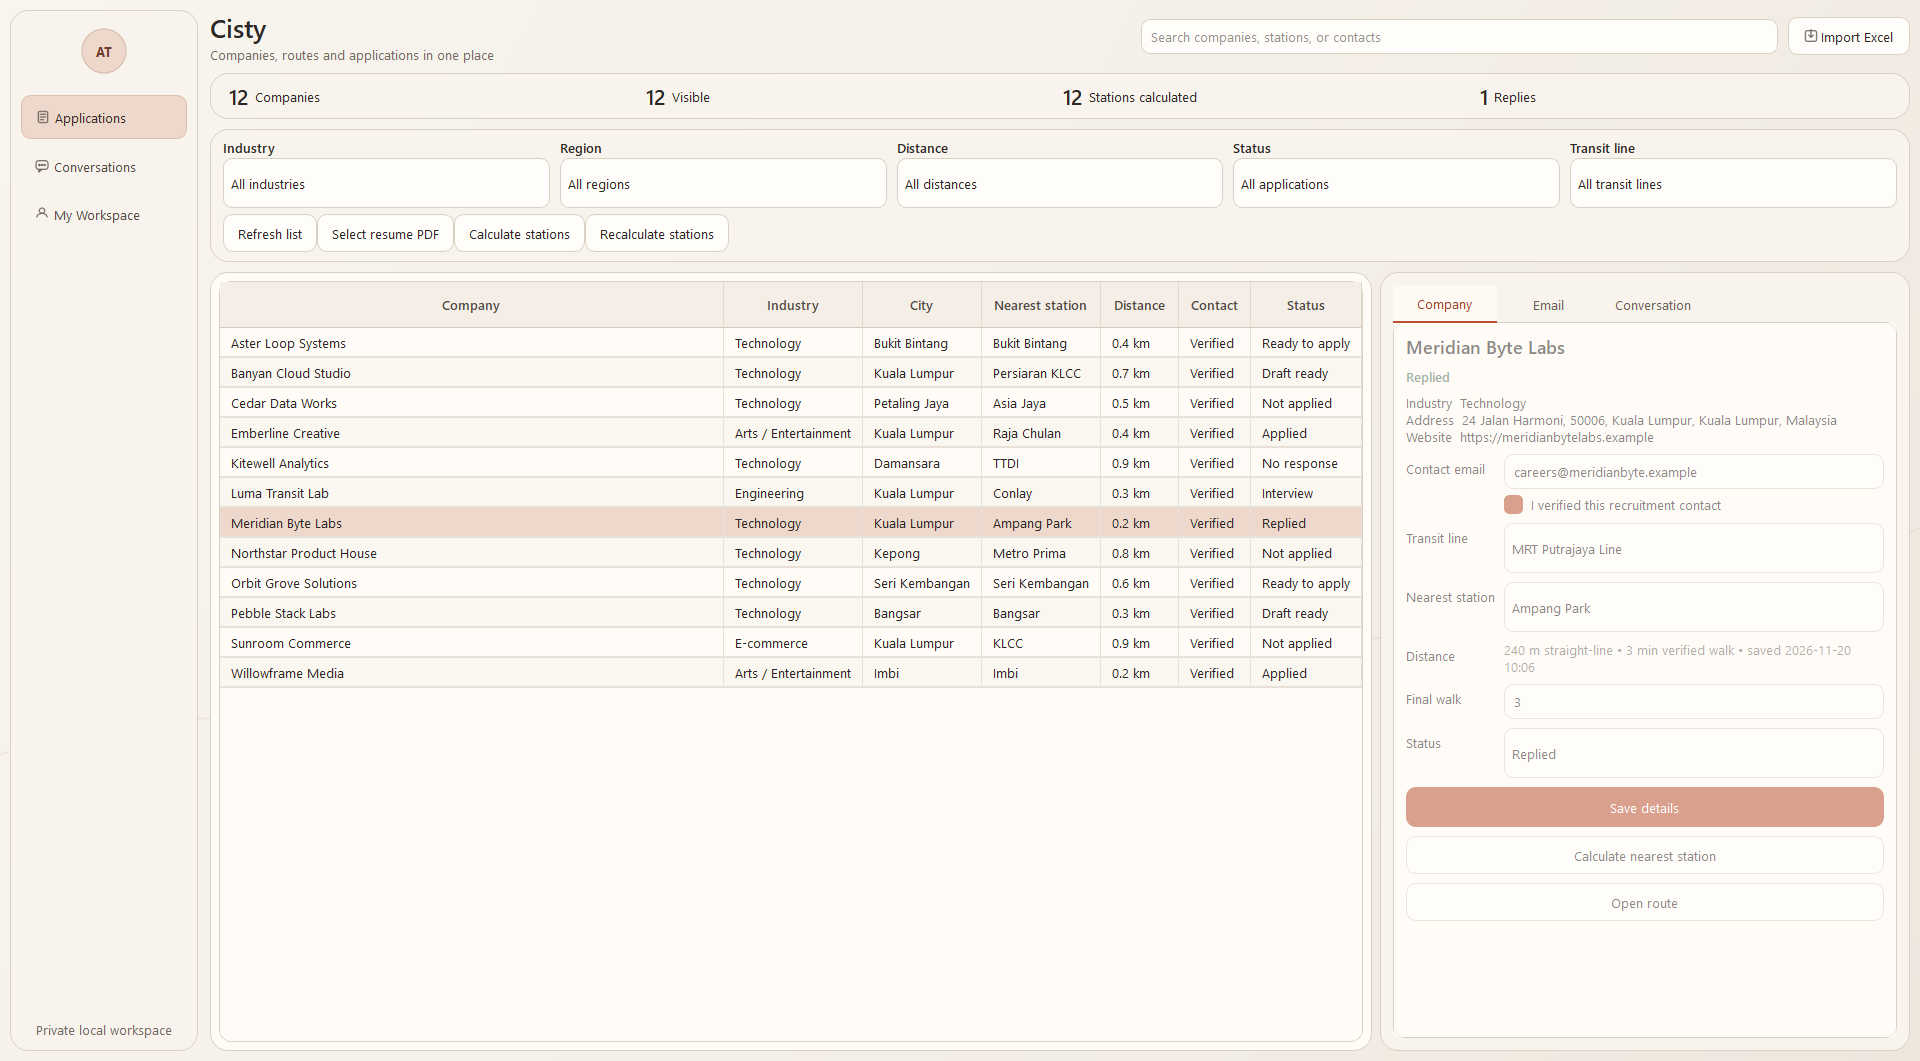 AT
Applications
Conversations
My Workspace
Private local workspace
Cisty
Companies, routes and applications in one place
Search companies, stations, or contacts
Import Excel
12 Companies
12 Visible
12 Stations calculated
1 Replies
Industry Region Distance Status Transit line
All industries All regions All distances All applications All transit lines
Refresh list Select resume PDF Calculate stations Recalculate stations
Company Industry City Nearest station Distance Contact Status
Aster Loop Systems Technology Bukit Bintang Bukit Bintang 0.4 km Verified Ready to apply
Banyan Cloud Studio Technology Kuala Lumpur Persiaran KLCC 0.7 km Verified Draft ready
Cedar Data Works Technology Petaling Jaya Asia Jaya 0.5 km Verified Not applied
Emberline Creative Arts / Entertainment Kuala Lumpur Raja Chulan 0.4 km Verified Applied
Kitewell Analytics Technology Damansara TTDI 0.9 km Verified No response
Luma Transit Lab Engineering Kuala Lumpur Conlay 0.3 km Verified Interview
Meridian Byte Labs Technology Kuala Lumpur Ampang Park 0.2 km Verified Replied
Northstar Product House Technology Kepong Metro Prima 0.8 km Verified Not applied
Orbit Grove Solutions Technology Seri Kembangan Seri Kembangan 0.6 km Verified Ready to apply
Pebble Stack Labs Technology Bangsar Bangsar 0.3 km Verified Draft ready
Sunroom Commerce E-commerce Kuala Lumpur KLCC 0.9 km Verified Not applied
Willowframe Media Arts / Entertainment Imbi Imbi 0.2 km Verified Applied
Company Email Conversation
Meridian Byte Labs
Replied
Industry Technology
Address 24 Jalan Harmoni, 50006, Kuala Lumpur, Kuala Lumpur, Malaysia
Website https://meridianbytelabs.example
Contact email careers@meridianbyte.example
I verified this recruitment contact
Transit line MRT Putrajaya Line
Nearest station Ampang Park
Distance 240 m straight-line • 3 min verified walk • saved 2026-11-20
10:06
Final walk 3
Status Replied
Save details
Calculate nearest station
Open route